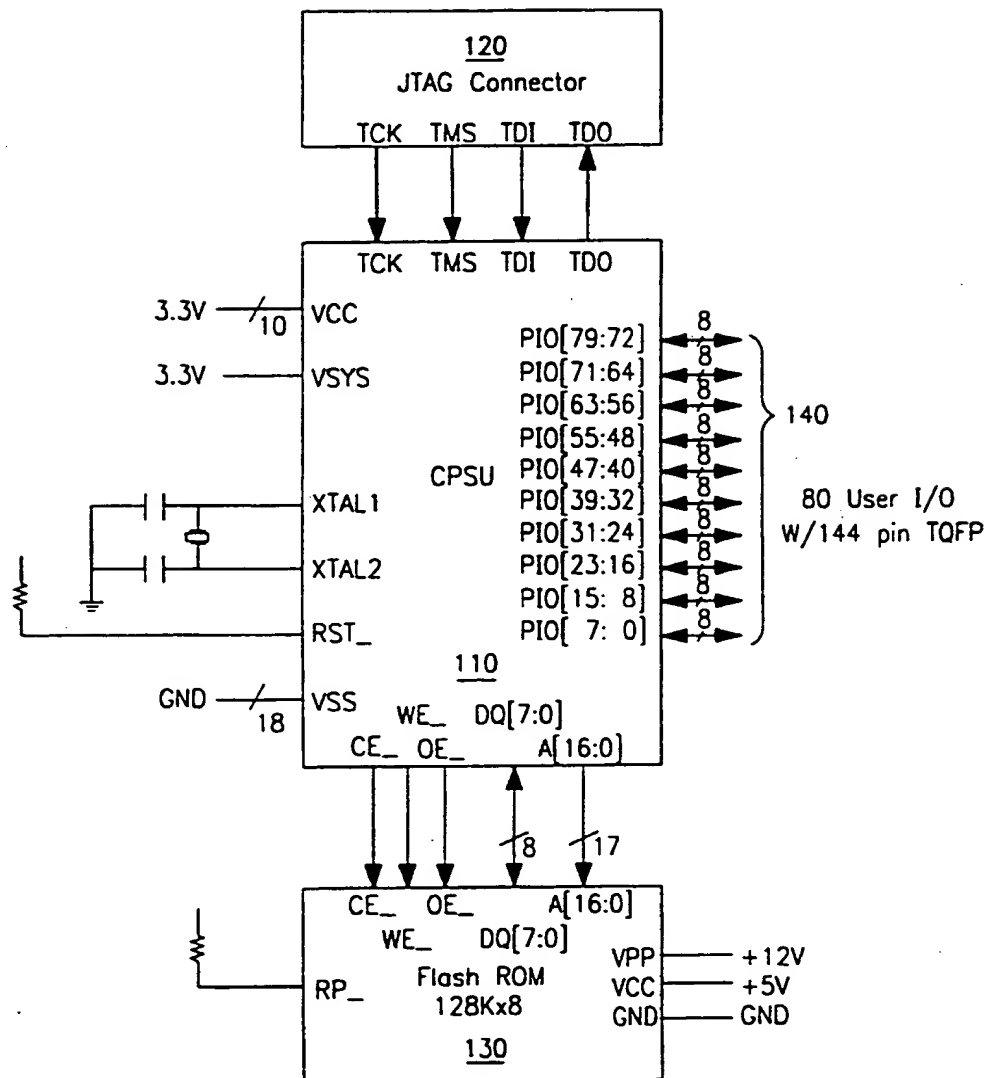 120
JTAG Connector
TCK TMS TDI TDO
TCK TMS TDI TDO
3.3V 10 VCC
3.3V VSYS
XTAL1
XTAL2
RST_
GND 18 VSS
CPSU
PIO[79:72] 8
PIO[71:64] 8
PIO[63:56] 8
PIO[55:48] 8
PIO[47:40] 8
PIO[39:32] 8
PIO[31:24] 8
PIO[23:16] 8
PIO[15: 8] 8
PIO[ 7: 0] 8
140
80 User I/O
W/144 pin TQFP
110
WE_ DQ[7:0]
CE_ OE_ A[16:0]
8 17
CE_ OE_ A[16:0]
WE_ DQ[7:0]
RP_
Flash ROM
128Kx8
130
VPP +12V
VCC +5V
GND GND